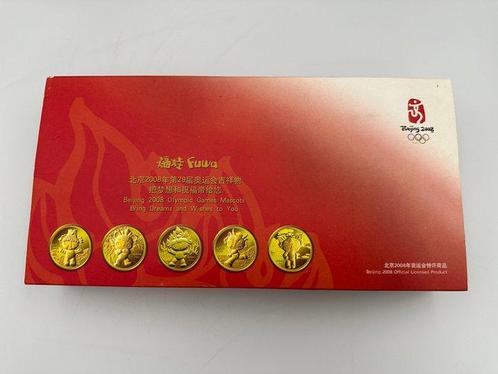 Beijing 2008
福娃 Fuwa
北京2008年第29届奥运会吉祥物
把梦想和祝福带给您
Beijing 2008 Olympic Games Mascots
Bring Dreams and Wishes to You
北京2008年奥运会特许商品
Beijing 2008 Official Licensed Product